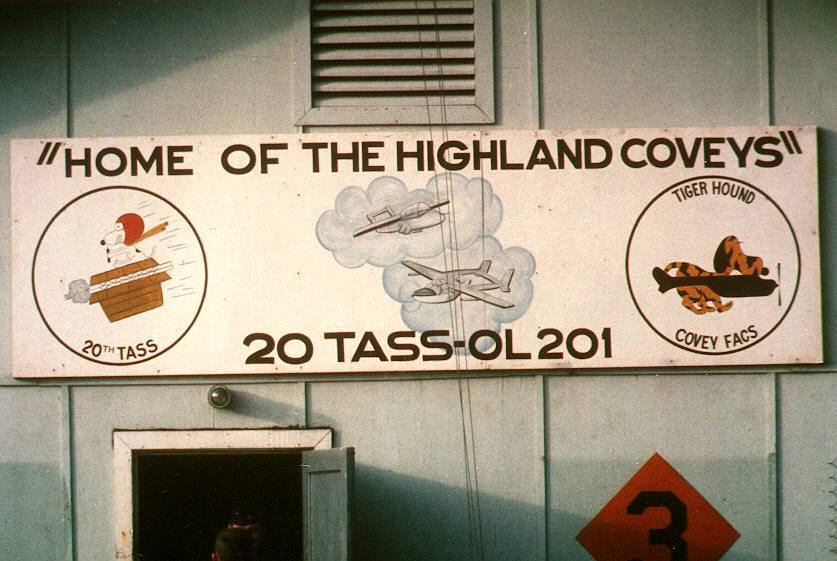 "HOME OF THE HIGHLAND COVEYS"
20TH TASS
20 TASS-OL 201
TIGER HOUND
COVEY FACS
3